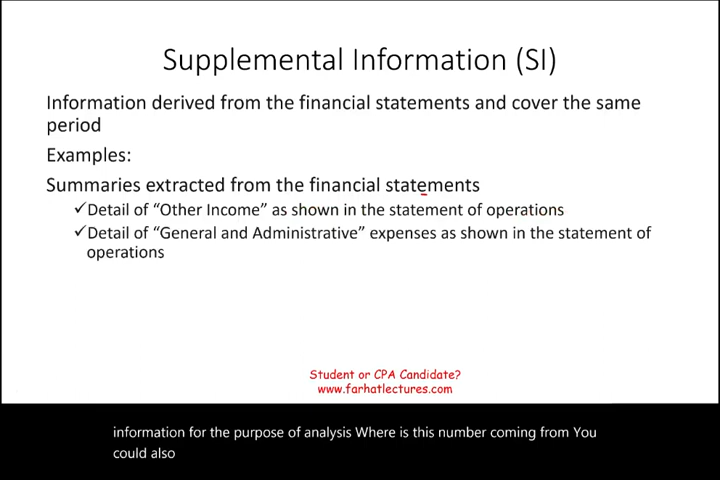 Supplemental Information (SI)
Information derived from the financial statements and cover the same
period
Examples:
Summaries extracted from the financial statements
✓Detail of “Other Income” as shown in the statement of operations
✓Detail of “General and Administrative” expenses as shown in the statement of
operations
Student or CPA Candidate?
www.farhatlectures.com
information for the purpose of analysis Where is this number coming from You
could also